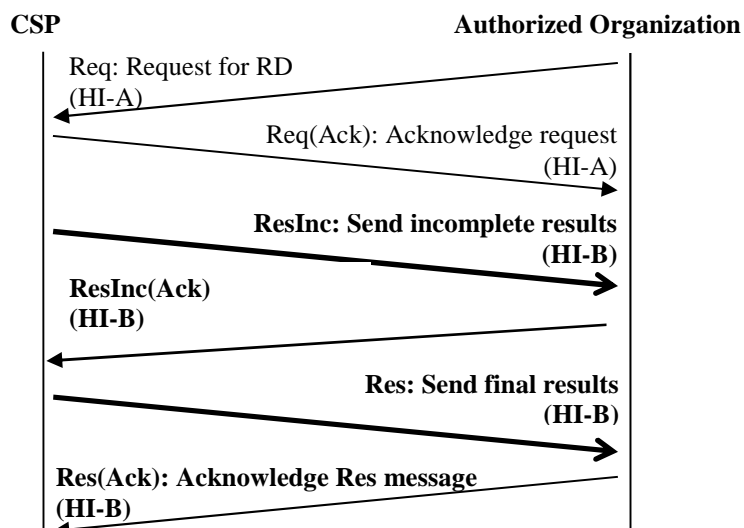 CSP
Authorized Organization
Req: Request for RD
(HI-A)
Req(Ack): Acknowledge request
(HI-A)
ResInc: Send incomplete results
(HI-B)
ResInc(Ack)
(HI-B)
Res: Send final results
(HI-B)
Res(Ack): Acknowledge Res message
(HI-B)